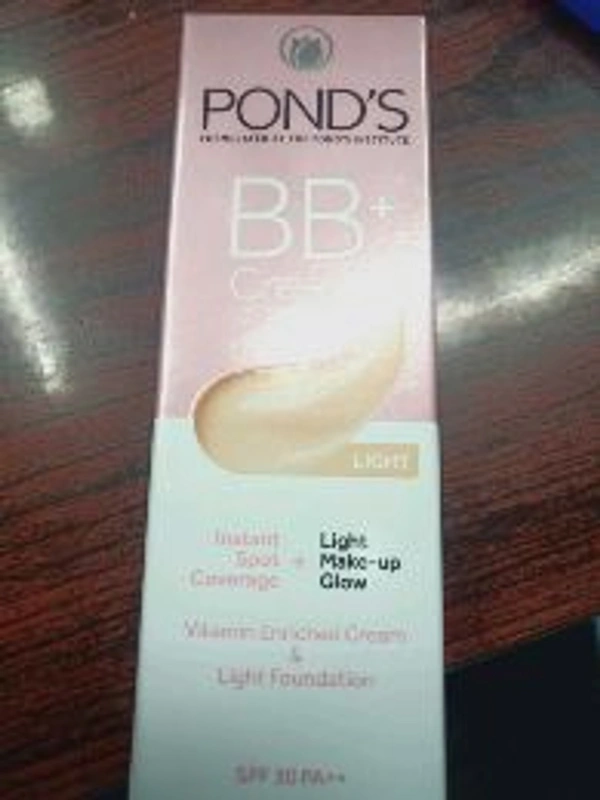 POND'S
BB+
LIGHT
Instant Light
Spot + Make-up
Coverage Glow
Vitamin Enriched Cream
&
Light Foundation
SPF 30 PA++